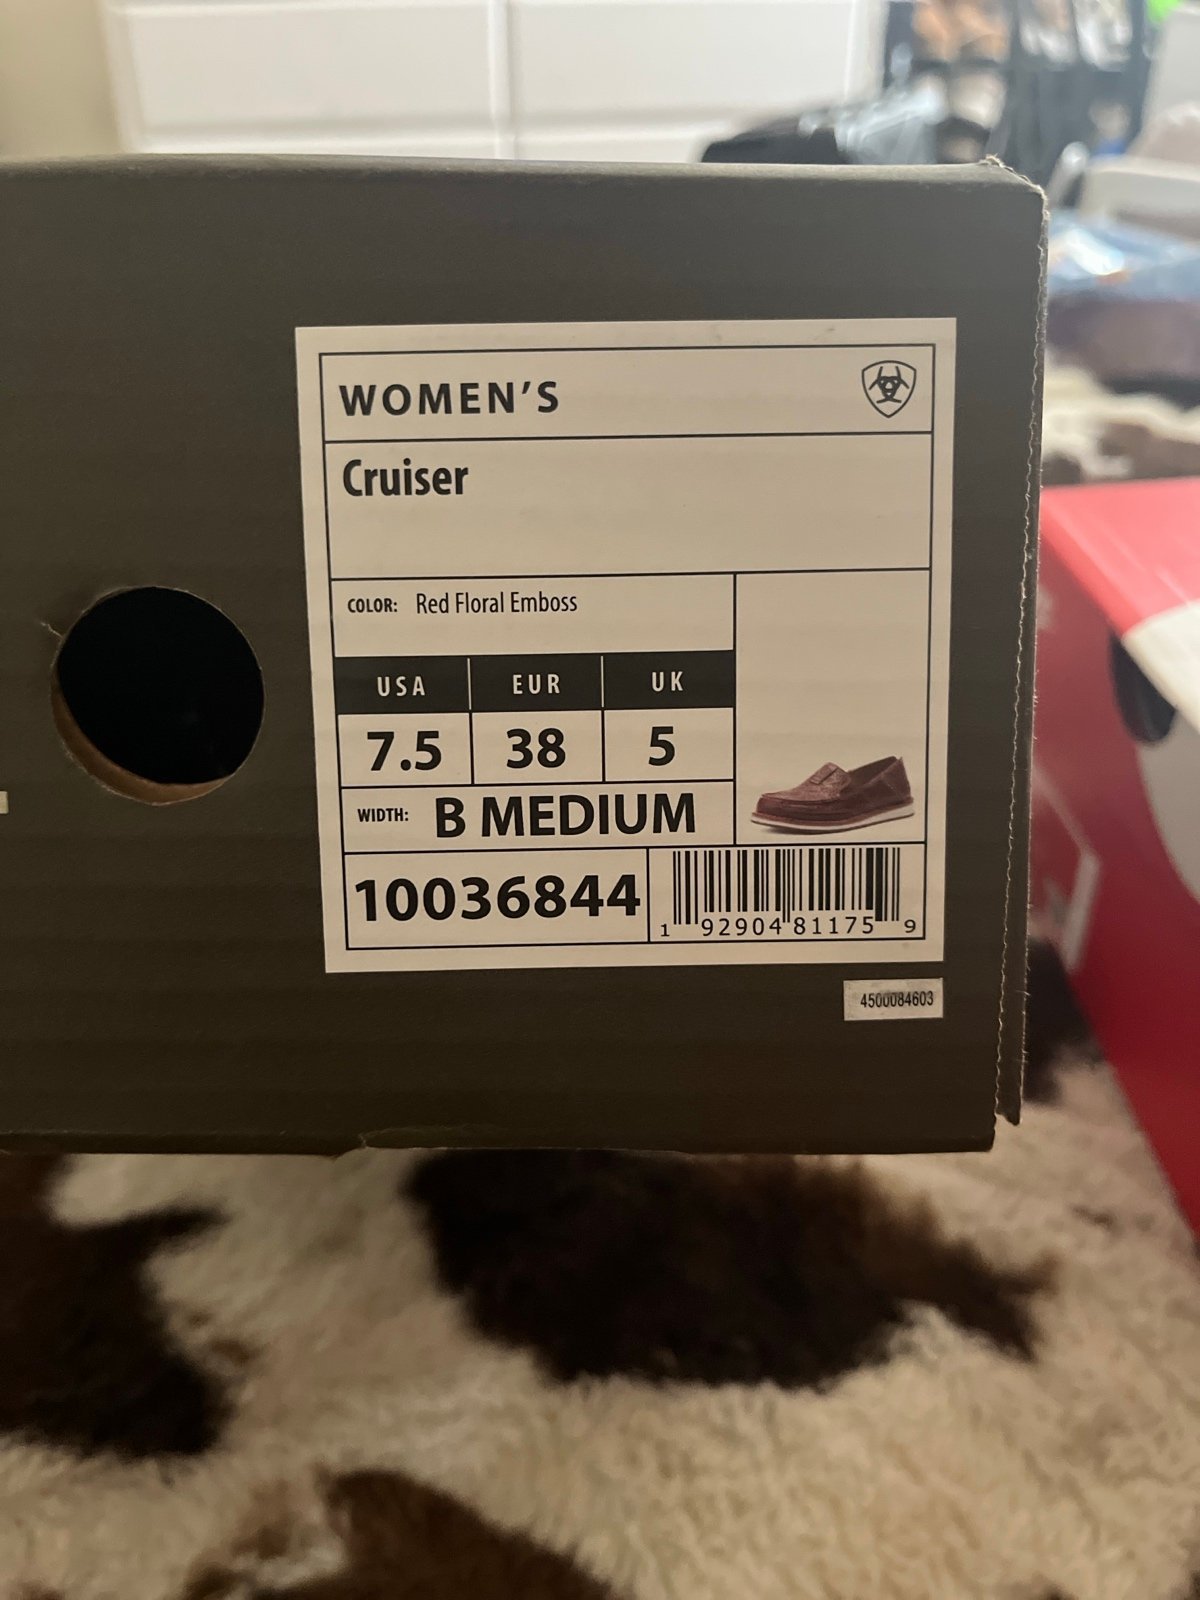 WOMEN'S
Cruiser
COLOR: Red Floral Emboss
USA EUR UK
7.5 38 5
WIDTH: B MEDIUM
10036844
1 92904 81175 9
4500084603